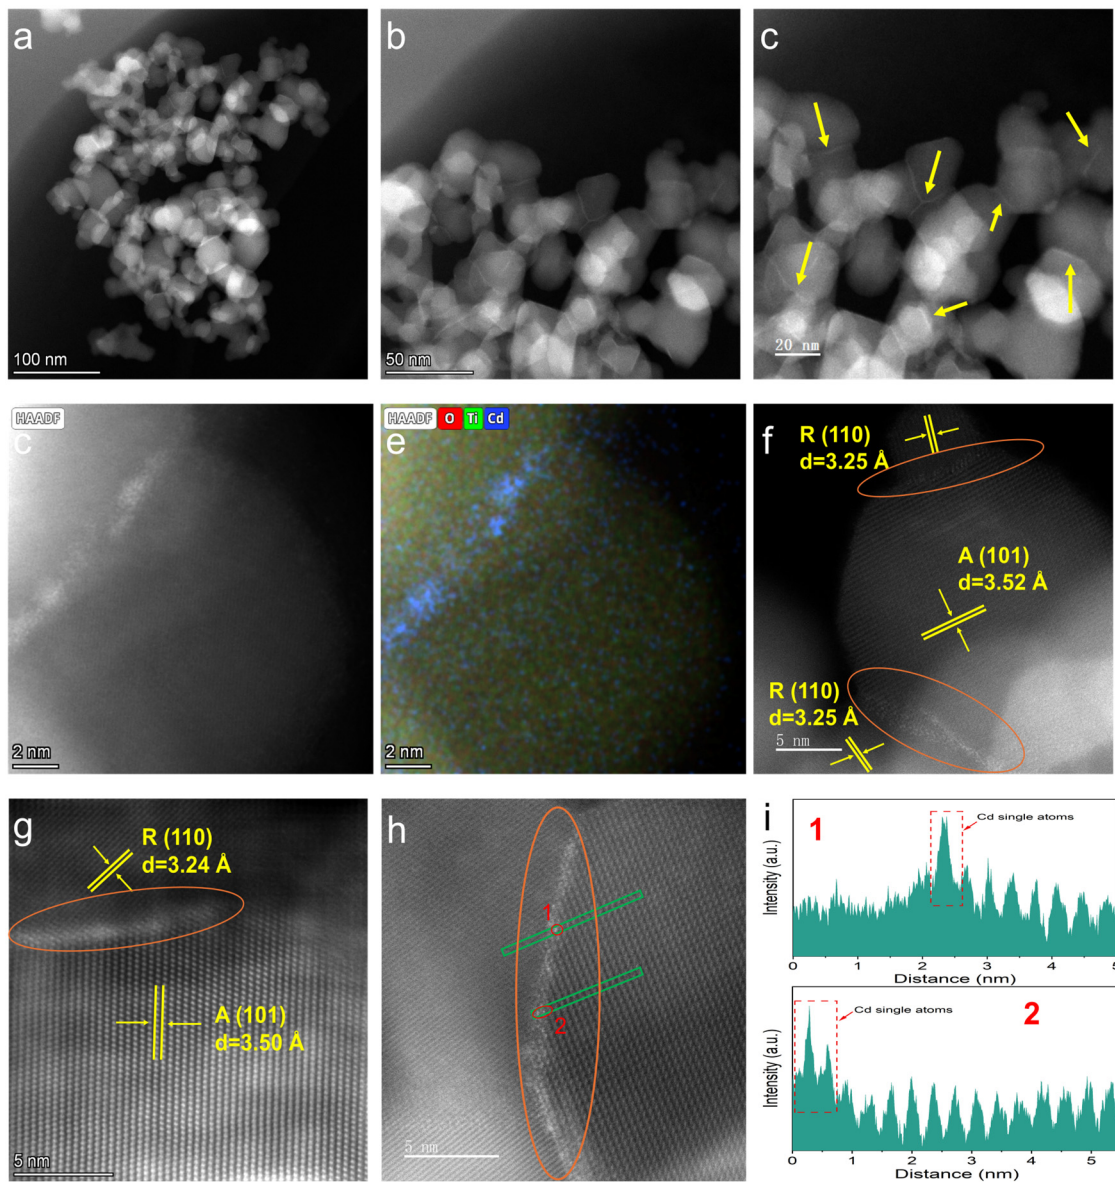 a
100 nm
b
50 nm
c
20 nm
HAADF
c
2 nm
HAADF O Ti Cd
e
2 nm
f
R (110)
d=3.25 Å
A (101)
d=3.52 Å
R (110)
d=3.25 Å
5 nm
g
R (110)
d=3.24 Å
A (101)
d=3.50 Å
5 nm
h
1
2
5 nm
i
1
Cd single atoms
Intensity (a.u.)
0 1 2 3 4 5
Distance (nm)
2
Cd single atoms
Intensity (a.u.)
0 1 2 3 4 5
Distance (nm)